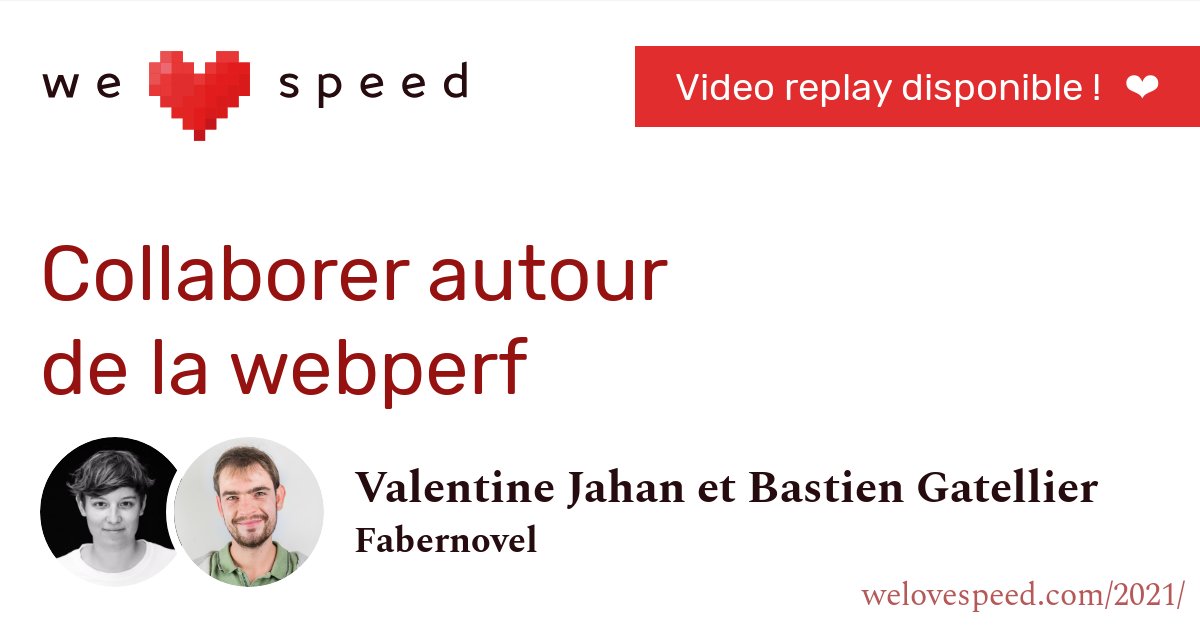 we speed
Video replay disponible ! ❤
Collaborer autour
de la webperf
Valentine Jahan et Bastien Gatellier
Fabernovel
welovespeed.com/2021/